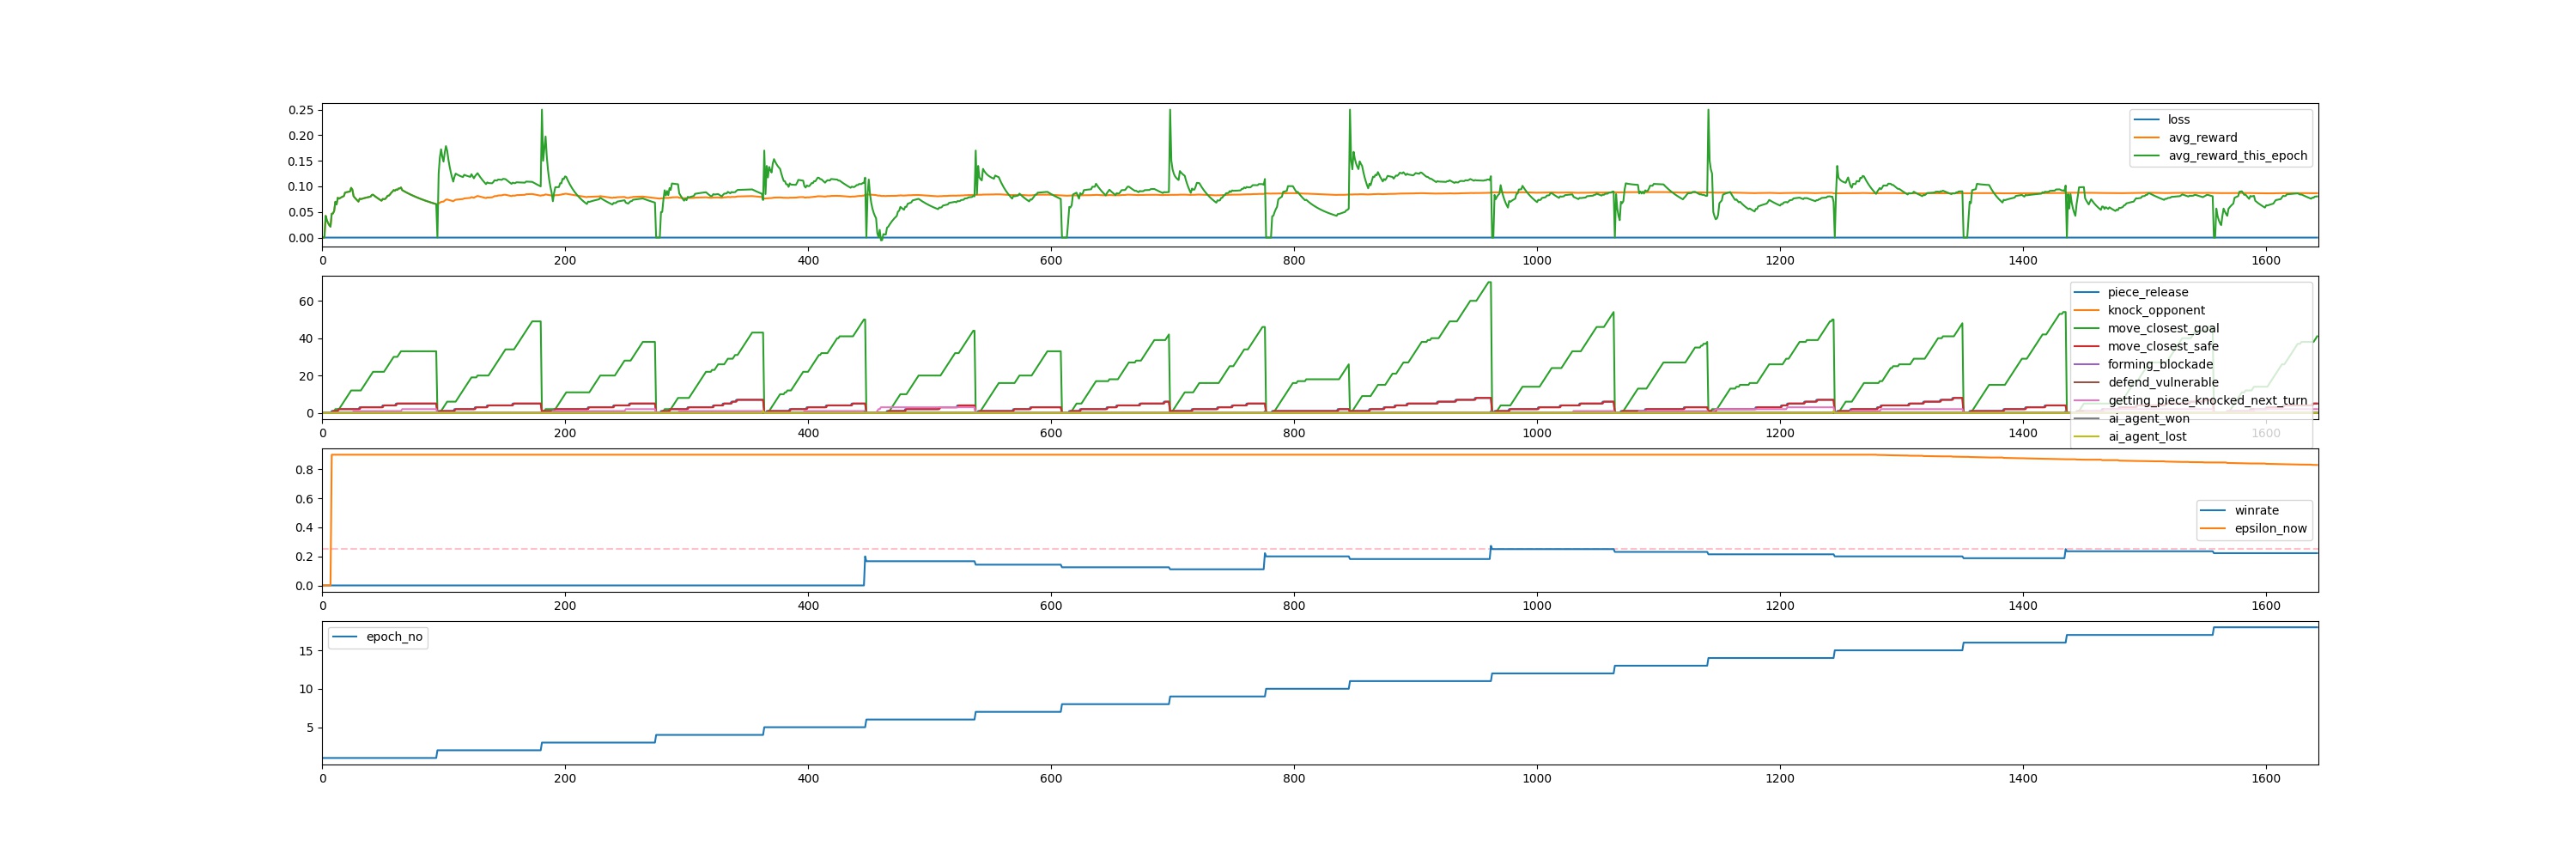 0.25
0.20
0.15
0.10
0.05
0.00
loss
avg_reward
avg_reward_this_epoch
0 200 400 600 800 1000 1200 1400 1600
60
40
20
0
piece_release
knock_opponent
move_closest_goal
move_closest_safe
forming_blockade
defend_vulnerable
getting_piece_knocked_next_turn
ai_agent_won
ai_agent_lost
0 200 400 600 800 1000 1200 1400 1600
0.8
0.6
0.4
0.2
0.0
winrate
epsilon_now
0 200 400 600 800 1000 1200 1400 1600
epoch_no
15
10
5
0 200 400 600 800 1000 1200 1400 1600